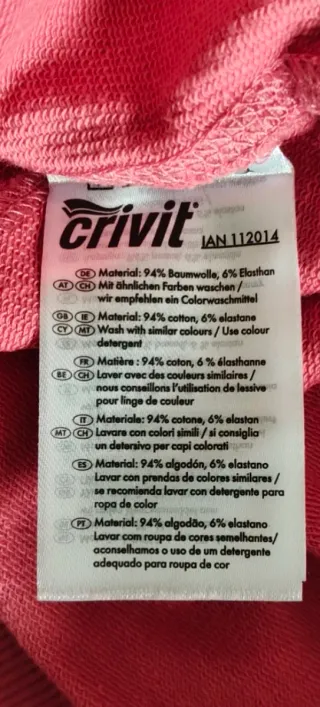 crivit
IAN 112014
DE Material: 94% Baumwolle, 6% Elasthan
AT CH Mit ähnlichen Farben waschen /
wir empfehlen ein Colorwaschmittel
GB IE Material: 94% cotton, 6% elastane
CY MT Wash with similar colours / Use colour
detergent
FR Matière : 94% coton, 6 % élasthanne
BE CH Laver avec des couleurs similaires /
nous conseillons l'utilisation de lessive
pour linge de couleur
IT Materiale: 94% cotone, 6% elastan
MT CH Lavare con colori simili / si consiglia
un detersivo per capi colorati
ES Material: 94% algodón, 6% elastano
Lavar con prendas de colores similares /
se recomienda lavar con detergente para
ropa de color
PT Material: 94% algodão, 6% elastano
Lavar com roupa de cores semelhantes/
aconselhamos o uso de um detergente
adequado para roupa de cor